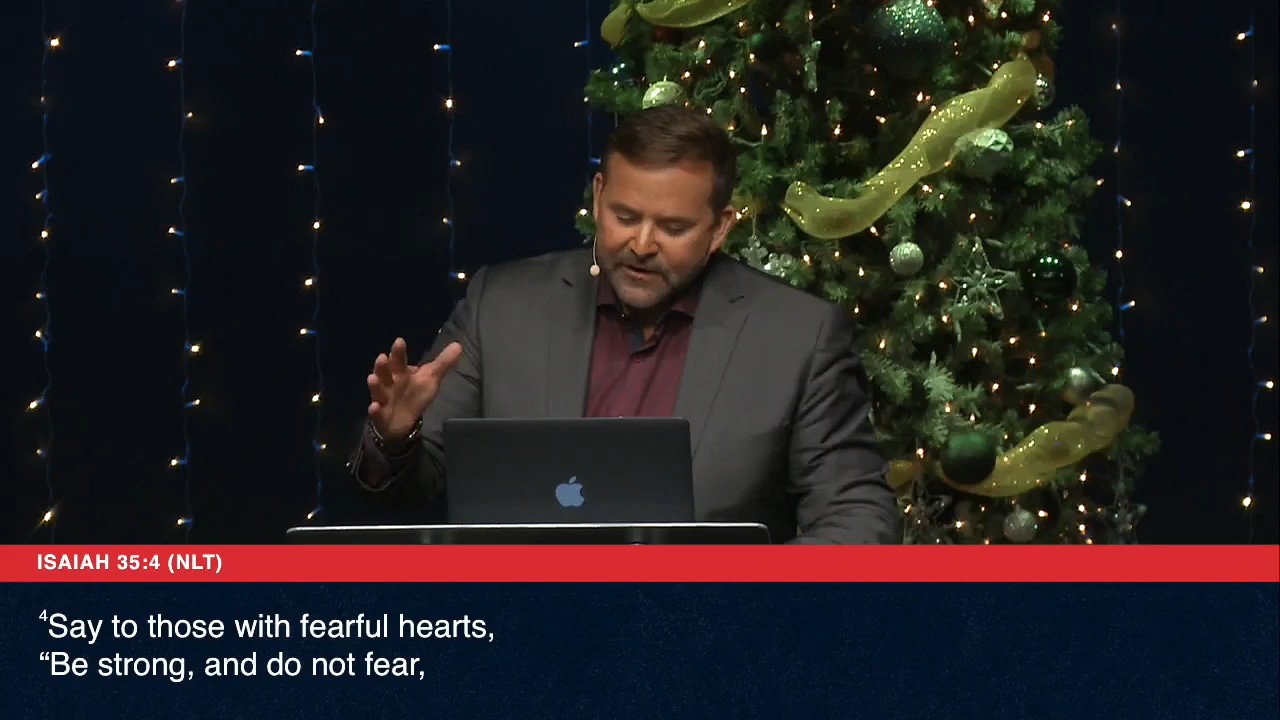 ISAIAH 35:4 (NLT)
⁴Say to those with fearful hearts,
“Be strong, and do not fear,